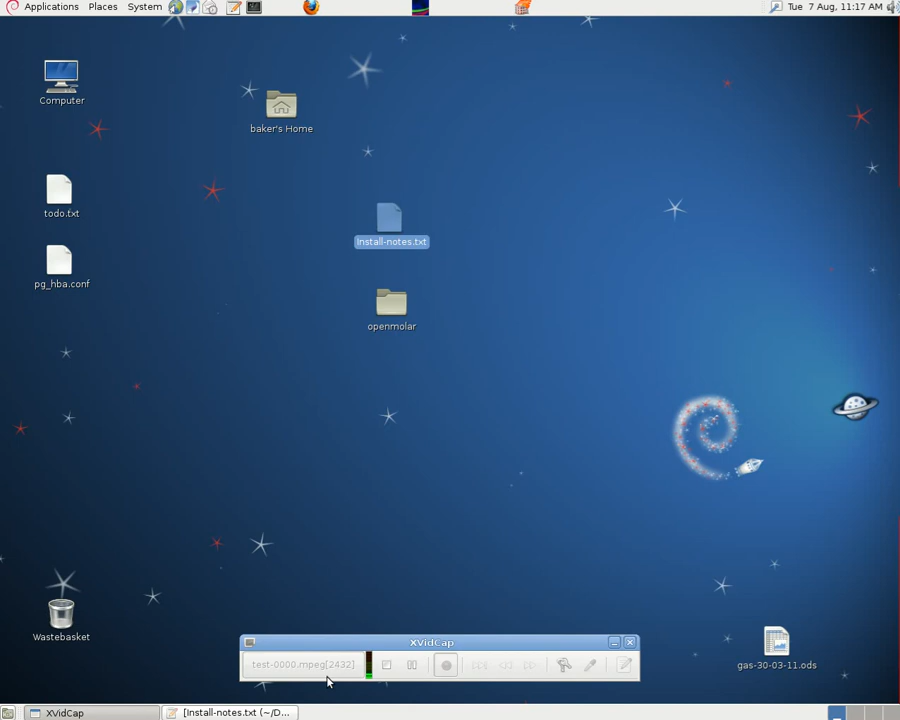 Applications Places System Tue 7 Aug, 11:17 AM
Computer
baker's Home
todo.txt
Install-notes.txt
pg_hba.conf
openmolar
Wastebasket
XVidCap
test-0000.mpeg[2432]
gas-30-03-11.ods
XVidCap [Install-notes.txt (~/D...